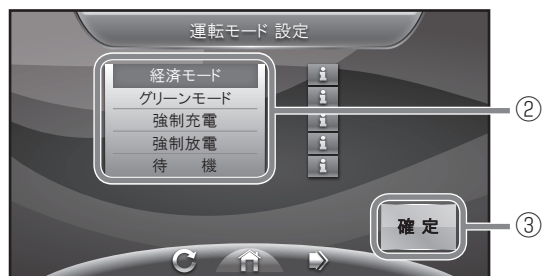 運転モード 設定
経済モード
グリーンモード
強制充電
強制放電
待 機
i
i
i
i
i
②
確 定
③